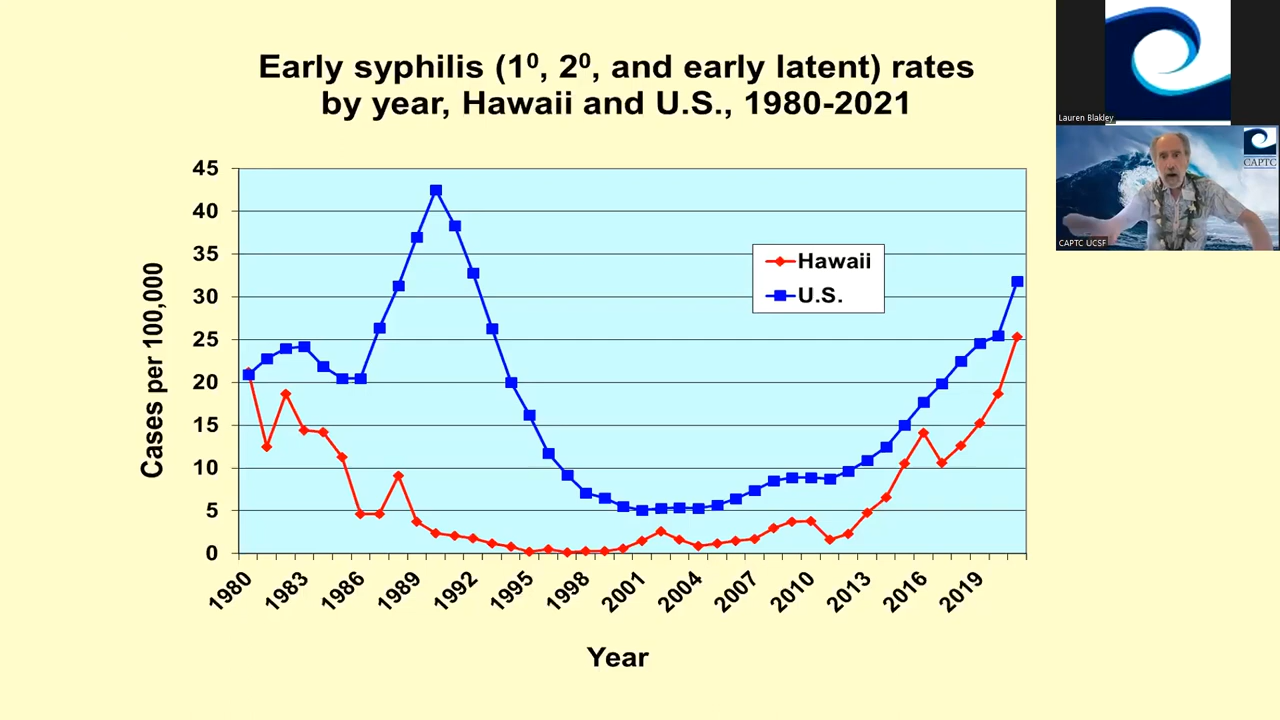 Early syphilis (1⁰, 2⁰, and early latent) rates
by year, Hawaii and U.S., 1980-2021
Lauren Blakley
CAPTC
CAPTC UCSF
Cases per 100,000
45
40
35
30
25
20
15
10
5
0
Hawaii
U.S.
1980
1983
1986
1989
1992
1995
1998
2001
2004
2007
2010
2013
2016
2019
Year